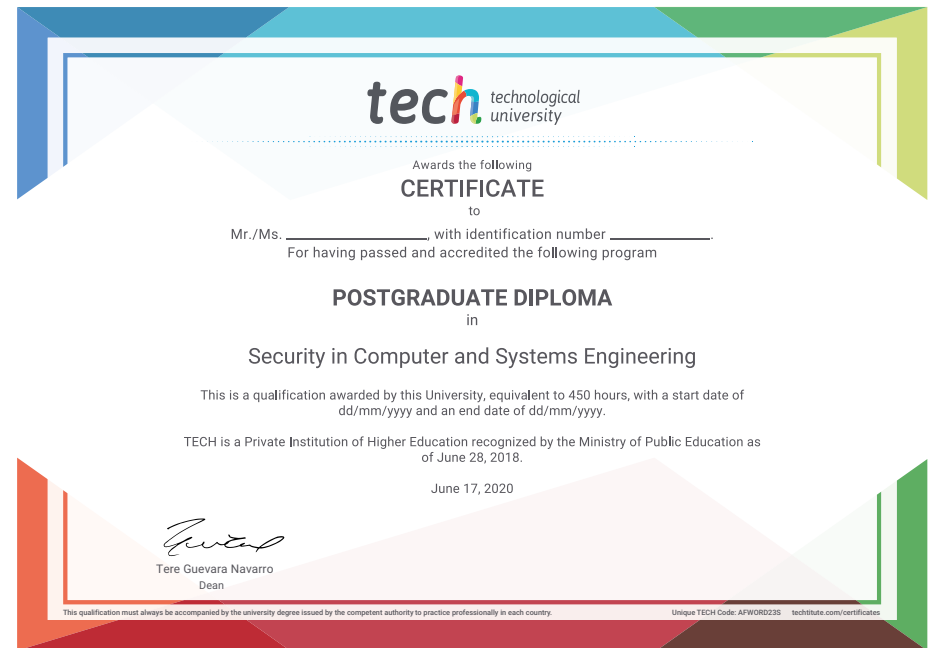 tech technological
university
Awards the following
CERTIFICATE
to
Mr./Ms. ____________________, with identification number ______________.
For having passed and accredited the following program
POSTGRADUATE DIPLOMA
in
Security in Computer and Systems Engineering
This is a qualification awarded by this University, equivalent to 450 hours, with a start date of
dd/mm/yyyy and an end date of dd/mm/yyyy.
TECH is a Private Institution of Higher Education recognized by the Ministry of Public Education as
of June 28, 2018.
June 17, 2020
Tere Guevara Navarro
Dean
This qualification must always be accompanied by the university degree issued by the competent authority to practice professionally in each country.
Unique TECH Code: AFWORD23S techtitute.com/certificates